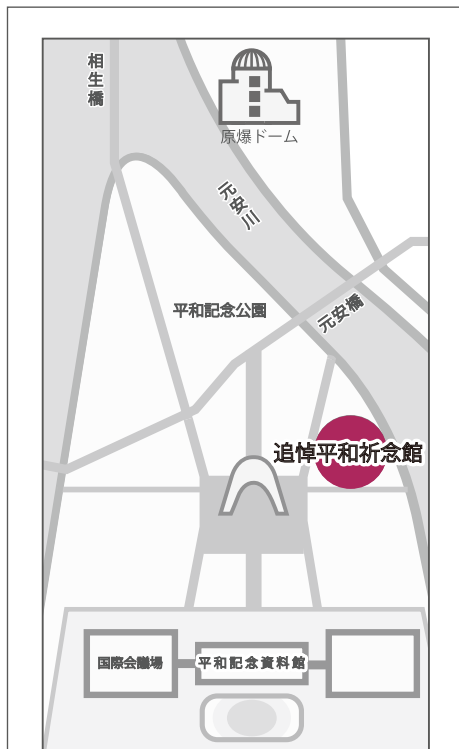 相生橋
原爆ドーム
元安川
平和記念公園
元安橋
追悼平和祈念館
国際会議場
平和記念資料館